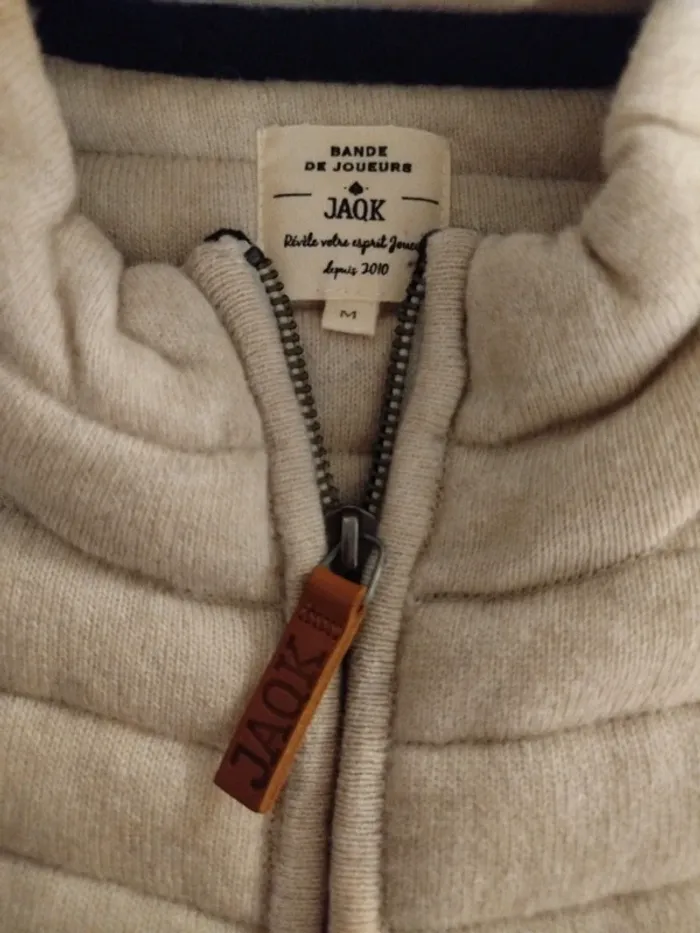 BANDE
DE JOUEURS
JAQK
Révèle votre esprit Joueur
depuis 2010
M
JAQK